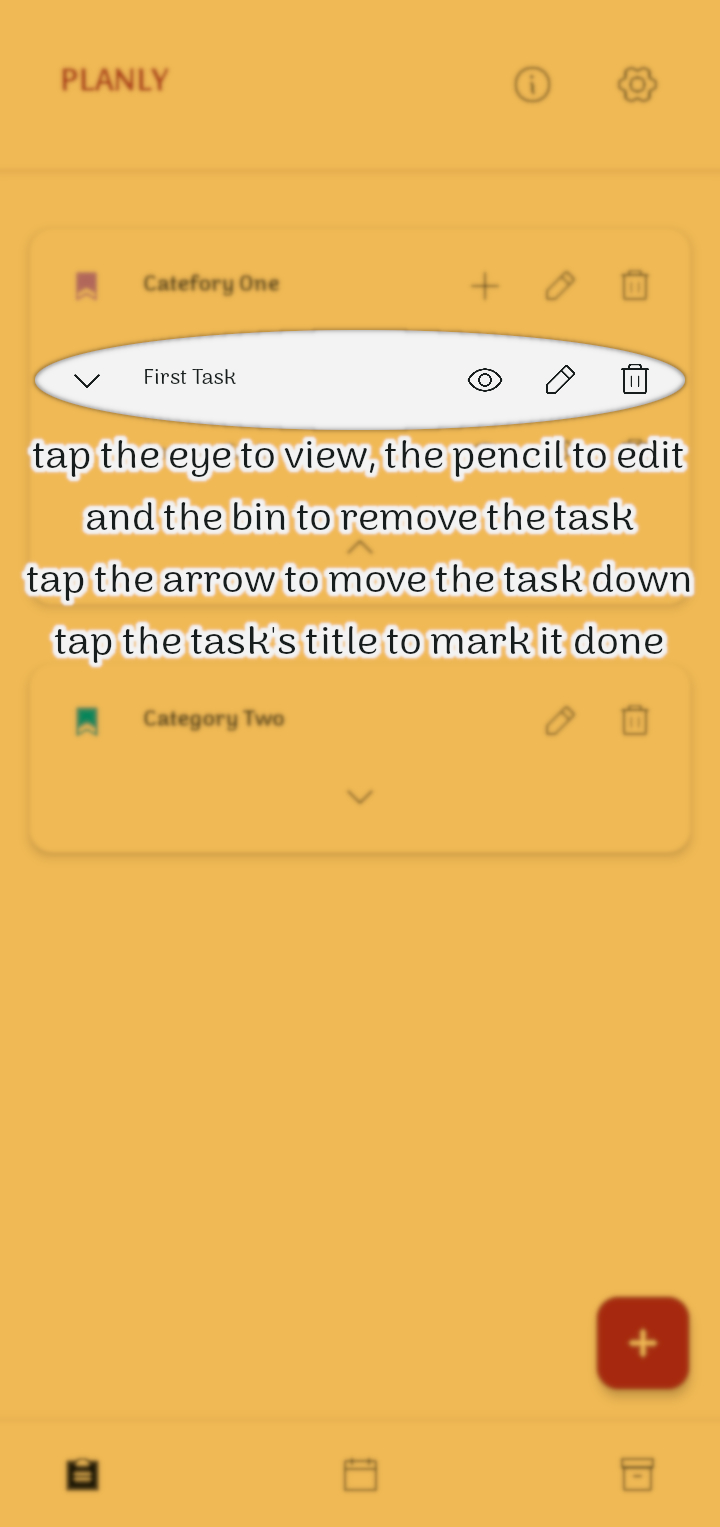 PLANLY
Catefory One
First Task
tap the eye to view, the pencil to edit
and the bin to remove the task
tap the arrow to move the task down
tap the task's title to mark it done
Category Two